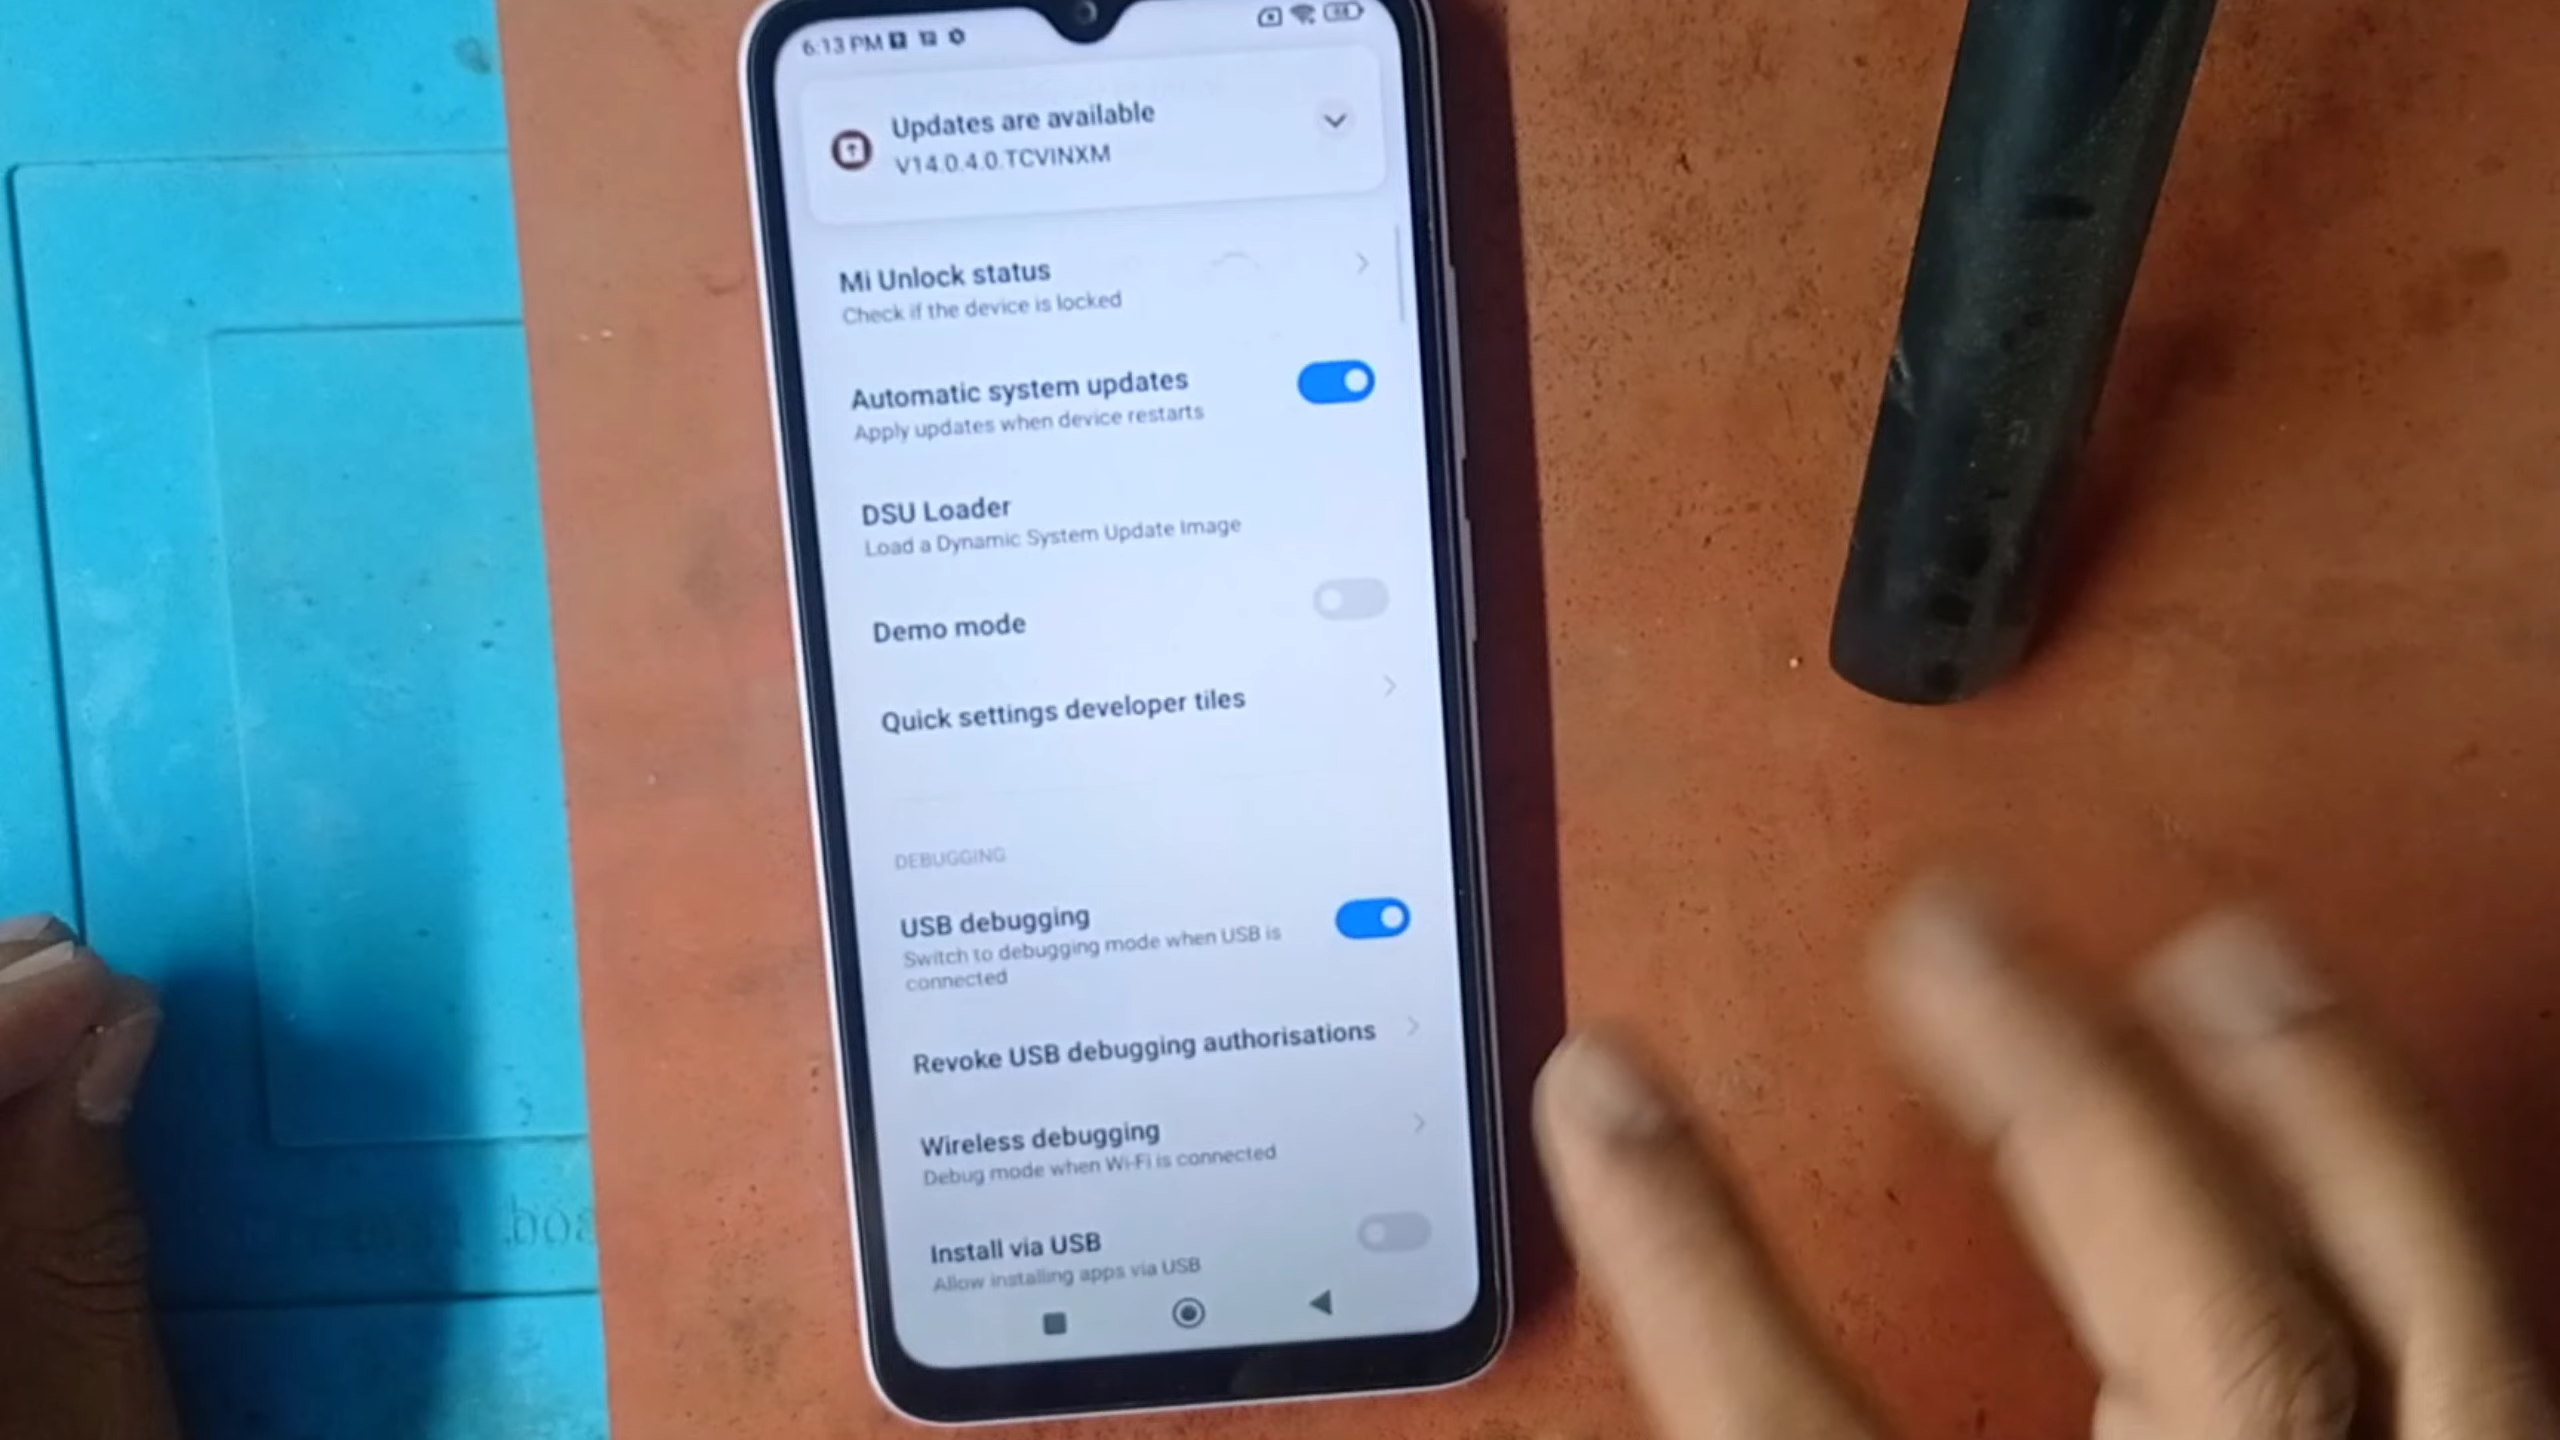 6:13 PM
Updates are available
V14.0.4.0.TCVINXM
Mi Unlock status
Check if the device is locked
Automatic system updates
Apply updates when device restarts
DSU Loader
Load a Dynamic System Update Image
Demo mode
Quick settings developer tiles
DEBUGGING
USB debugging
Switch to debugging mode when USB is
connected
Revoke USB debugging authorisations
Wireless debugging
Debug mode when Wi-Fi is connected
Install via USB
Allow installing apps via USB